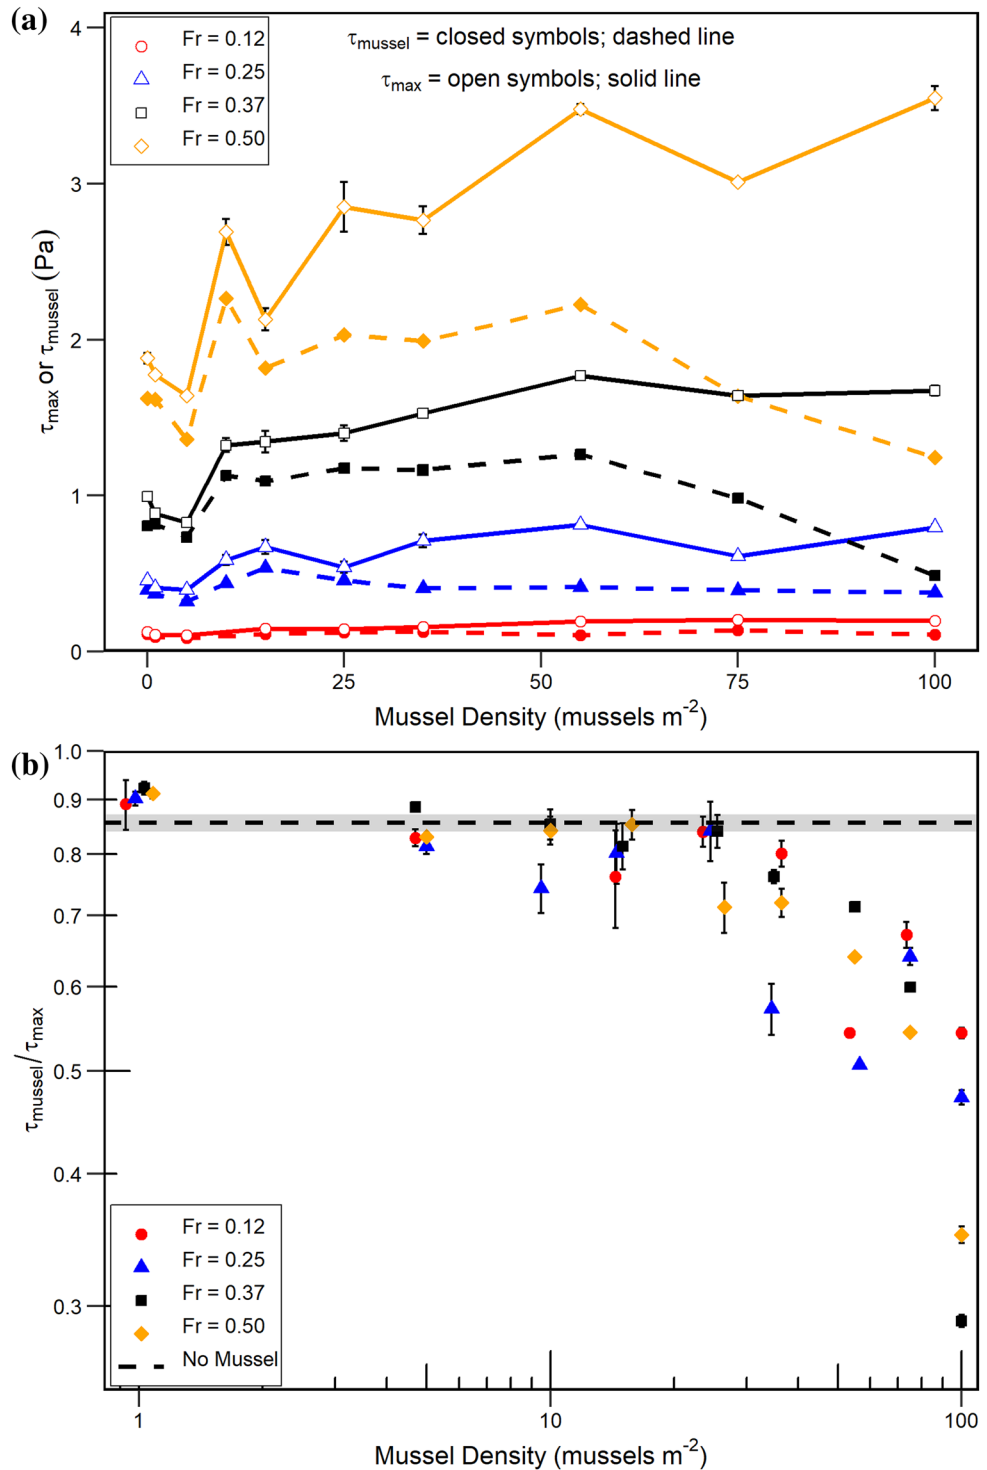 (a)
4
3
2
1
0
Fr = 0.12
Fr = 0.25
Fr = 0.37
Fr = 0.50
τmussel = closed symbols; dashed line
τmax = open symbols; solid line
τmax or τmussel (Pa)
0 25 50 75 100
Mussel Density (mussels m-2)
(b)
1.0
0.9
0.8
0.7
0.6
0.5
0.4
0.3
τmussel/τmax
Fr = 0.12
Fr = 0.25
Fr = 0.37
Fr = 0.50
No Mussel
1 10 100
Mussel Density (mussels m-2)